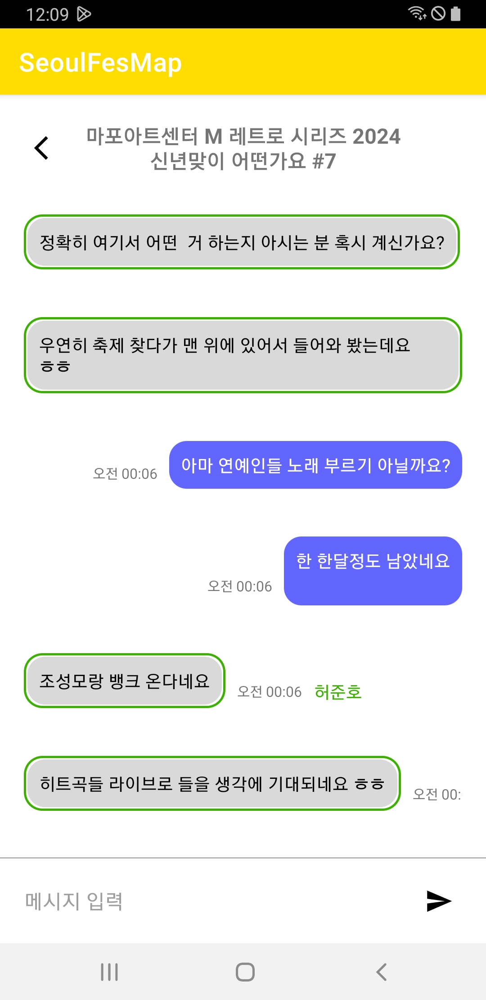 12:09
SeoulFesMap
마포아트센터 M 레트로 시리즈 2024
신년맞이 어떤가요 #7
정확히 여기서 어떤  거 하는지 아시는 분 혹시 계신가요?
우연히 축제 찾다가 맨 위에 있어서 들어와 봤는데요
ㅎㅎ
아마 연예인들 노래 부르기 아닐까요?
오전 00:06
한 한달정도 남았네요
오전 00:06
조성모랑 뱅크 온다네요
오전 00:06 허준호
히트곡들 라이브로 들을 생각에 기대되네요 ㅎㅎ
오전 00:
메시지 입력